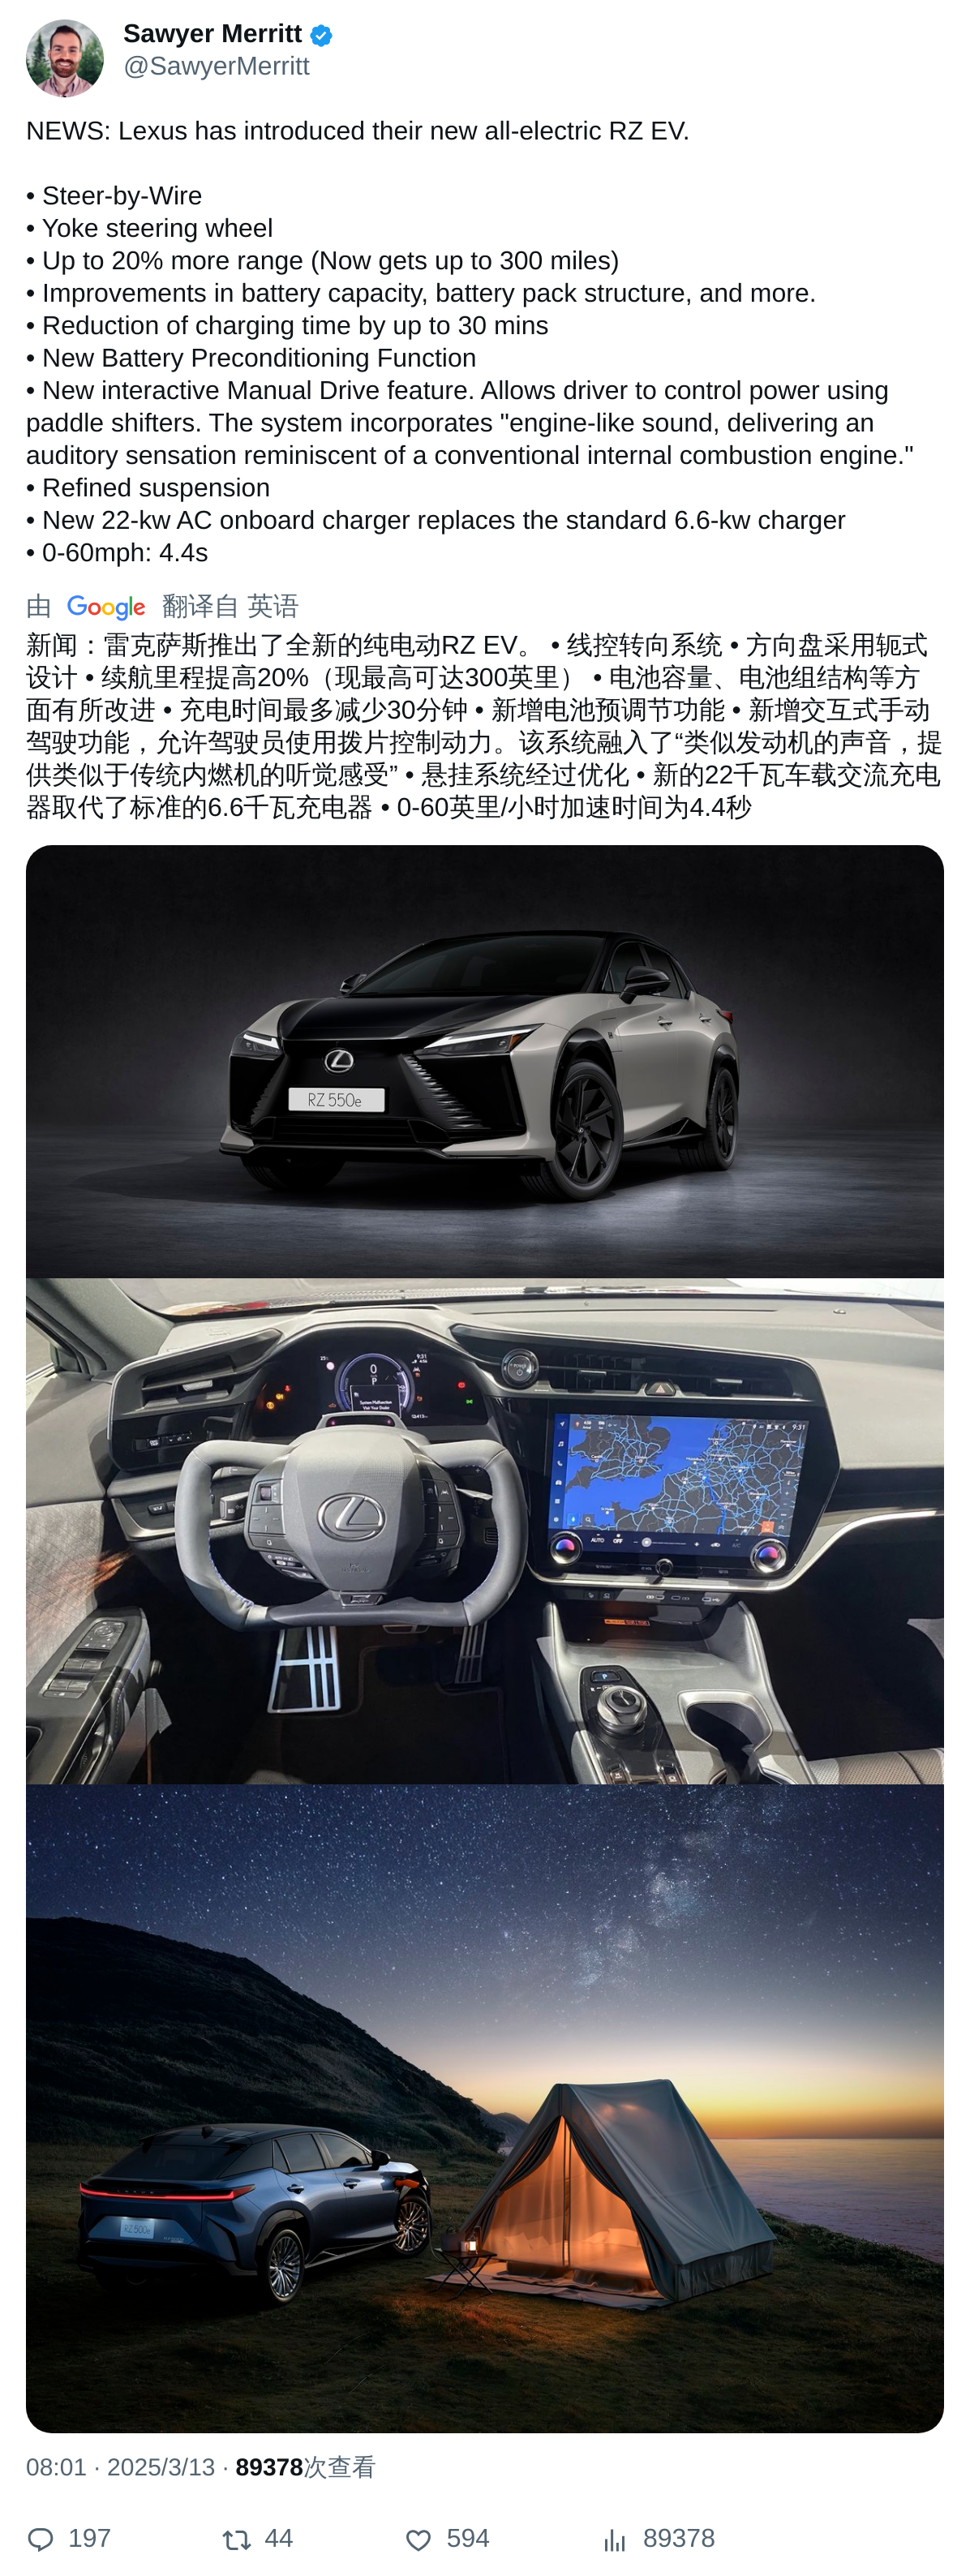 Sawyer Merritt
@SawyerMerritt
NEWS: Lexus has introduced their new all-electric RZ EV.
• Steer-by-Wire
• Yoke steering wheel
• Up to 20% more range (Now gets up to 300 miles)
• Improvements in battery capacity, battery pack structure, and more.
• Reduction of charging time by up to 30 mins
• New Battery Preconditioning Function
• New interactive Manual Drive feature. Allows driver to control power using
paddle shifters. The system incorporates "engine-like sound, delivering an
auditory sensation reminiscent of a conventional internal combustion engine."
• Refined suspension
• New 22-kw AC onboard charger replaces the standard 6.6-kw charger
• 0-60mph: 4.4s
由 Google 翻译自 英语
新闻：雷克萨斯推出了全新的纯电动RZ EV。 • 线控转向系统 • 方向盘采用轭式
设计 • 续航里程提高20%（现最高可达300英里） • 电池容量、电池组结构等方
面有所改进 • 充电时间最多减少30分钟 • 新增电池预调节功能 • 新增交互式手动
驾驶功能，允许驾驶员使用拨片控制动力。该系统融入了“类似发动机的声音，提
供类似于传统内燃机的听觉感受” • 悬挂系统经过优化 • 新的22千瓦车载交流充电
器取代了标准的6.6千瓦充电器 • 0-60英里/小时加速时间为4.4秒
RZ 550e
0
P
System Malfunction
Visit Your Dealer
9:51
AUTO OFF
A/C
RZ 500e
08:01 · 2025/3/13 · 89378次查看
197 44 594 89378